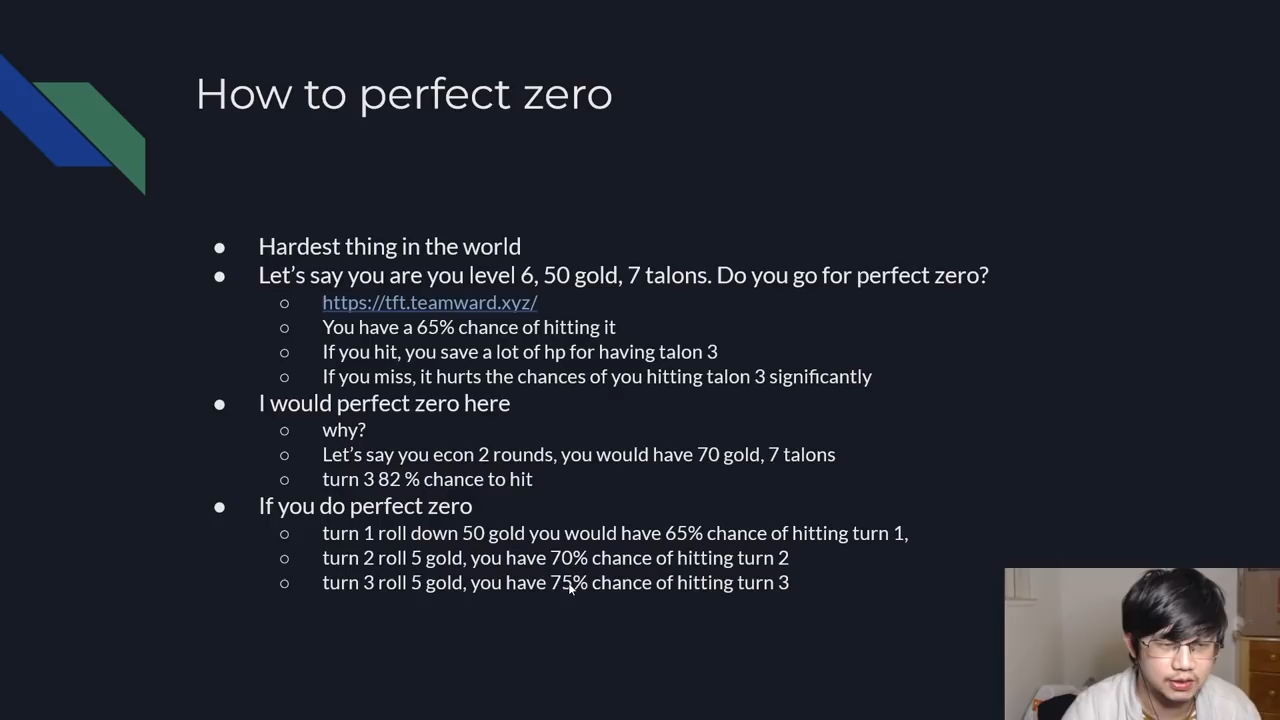 How to perfect zero
● Hardest thing in the world
● Let's say you are you level 6, 50 gold, 7 talons. Do you go for perfect zero?
○ https://tft.teamward.xyz/
○ You have a 65% chance of hitting it
○ If you hit, you save a lot of hp for having talon 3
○ If you miss, it hurts the chances of you hitting talon 3 significantly
● I would perfect zero here
○ why?
○ Let's say you econ 2 rounds, you would have 70 gold, 7 talons
○ turn 3 82 % chance to hit
● If you do perfect zero
○ turn 1 roll down 50 gold you would have 65% chance of hitting turn 1,
○ turn 2 roll 5 gold, you have 70% chance of hitting turn 2
○ turn 3 roll 5 gold, you have 75% chance of hitting turn 3